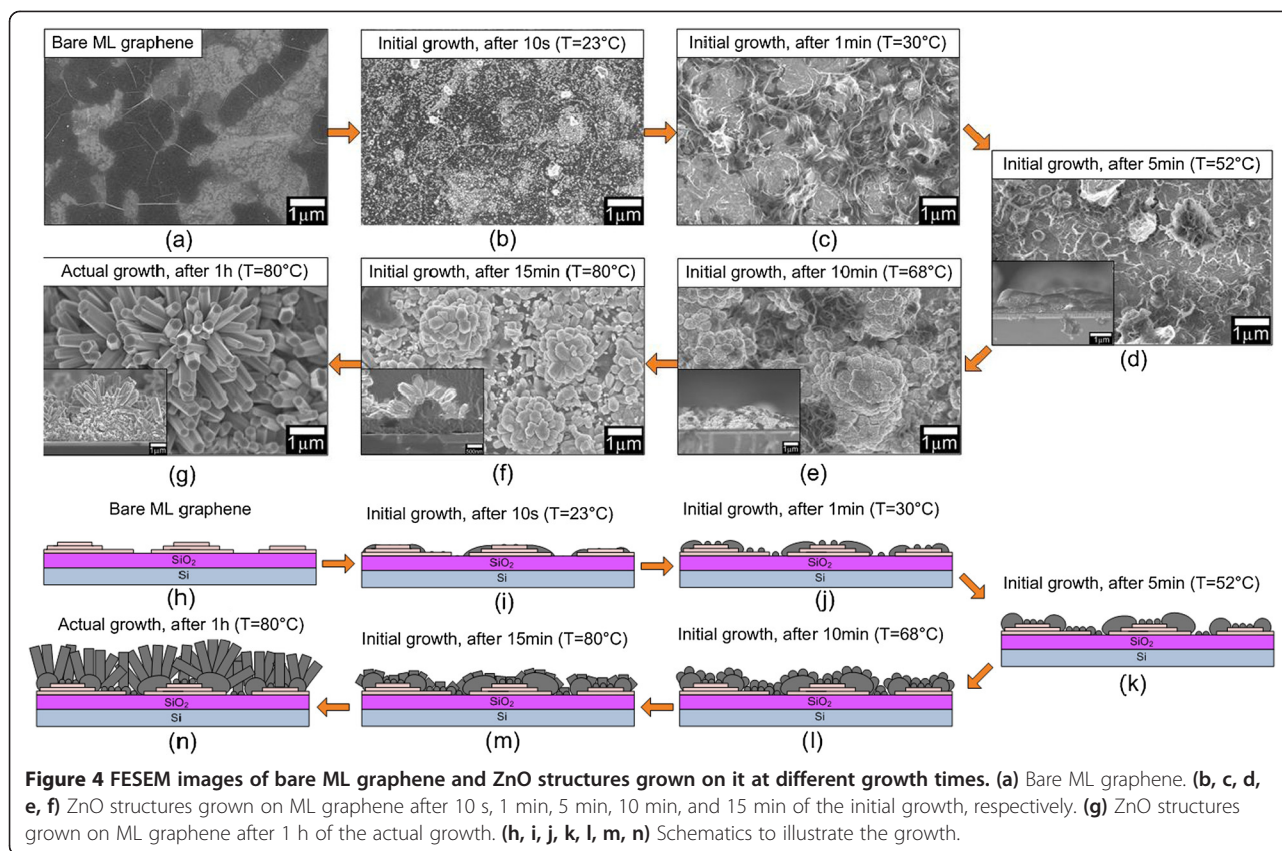 Bare ML graphene
1μm
(a)
Initial growth, after 10s (T=23°C)
1μm
(b)
Initial growth, after 1min (T=30°C)
1μm
(c)
Initial growth, after 5min (T=52°C)
1μm
1μm
(d)
Actual growth, after 1h (T=80°C)
1μm
1μm
(g)
Initial growth, after 15min (T=80°C)
500nm
1μm
(f)
Initial growth, after 10min (T=68°C)
1μm
1μm
(e)
Bare ML graphene
SiO₂
Si
(h)
Initial growth, after 10s (T=23°C)
SiO₂
Si
(i)
Initial growth, after 1min (T=30°C)
SiO₂
Si
(j)
Initial growth, after 5min (T=52°C)
SiO₂
Si
(k)
Actual growth, after 1h (T=80°C)
SiO₂
Si
(n)
Initial growth, after 15min (T=80°C)
SiO₂
Si
(m)
Initial growth, after 10min (T=68°C)
SiO₂
Si
(l)
Figure 4 FESEM images of bare ML graphene and ZnO structures grown on it at different growth times. (a) Bare ML graphene. (b, c, d,
e, f) ZnO structures grown on ML graphene after 10 s, 1 min, 5 min, 10 min, and 15 min of the initial growth, respectively. (g) ZnO structures
grown on ML graphene after 1 h of the actual growth. (h, i, j, k, l, m, n) Schematics to illustrate the growth.